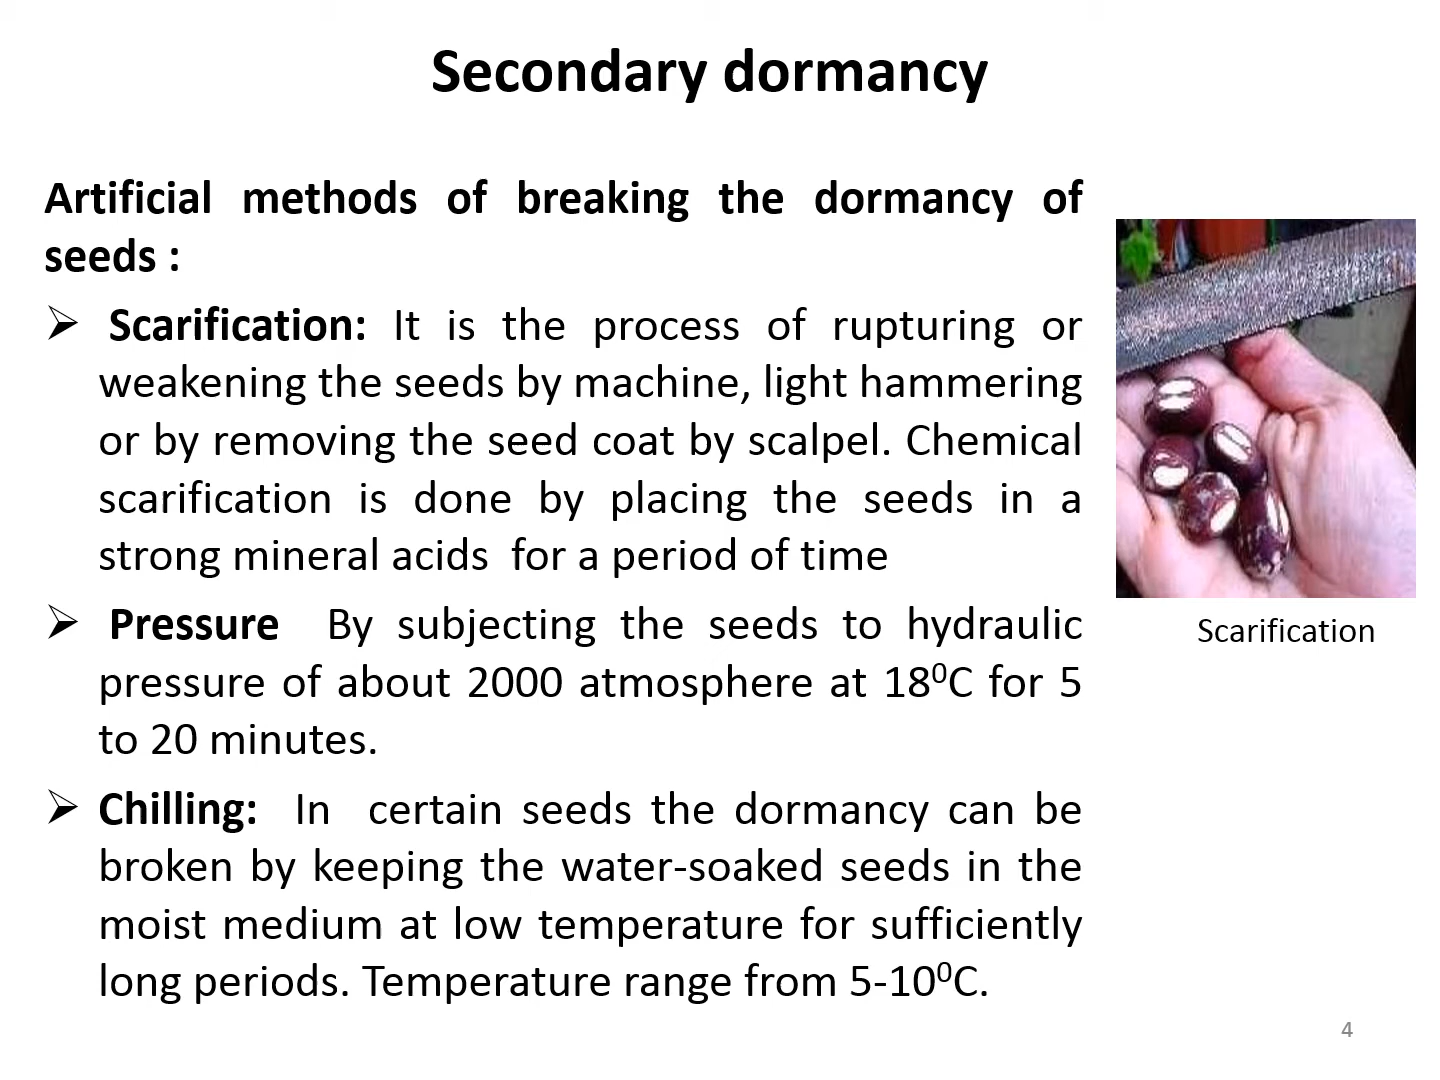 Secondary dormancy
Artificial methods of breaking the dormancy of
seeds :
➢ Scarification: It is the process of rupturing or
weakening the seeds by machine, light hammering
or by removing the seed coat by scalpel. Chemical
scarification is done by placing the seeds in a
strong mineral acids  for a period of time
➢ Pressure  By subjecting the seeds to hydraulic
pressure of about 2000 atmosphere at 18⁰C for 5
to 20 minutes.
➢ Chilling:  In  certain seeds the dormancy can be
broken by keeping the water-soaked seeds in the
moist medium at low temperature for sufficiently
long periods. Temperature range from 5-10⁰C.
Scarification
4